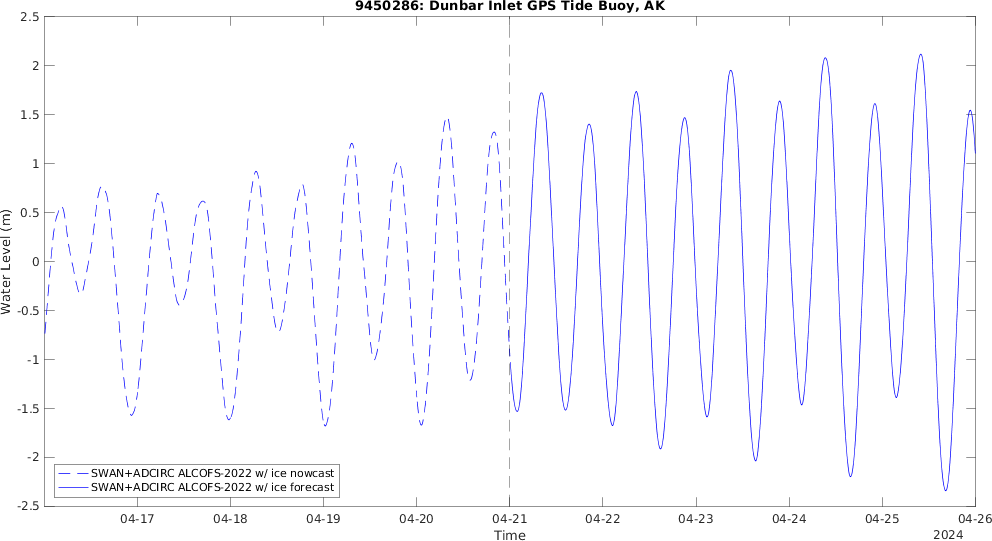 9450286: Dunbar Inlet GPS Tide Buoy, AK
2.5
2
1.5
1
0.5
0
-0.5
-1
-1.5
-2
-2.5
Water Level (m)
SWAN+ADCIRC ALCOFS-2022 w/ ice nowcast
SWAN+ADCIRC ALCOFS-2022 w/ ice forecast
04-17 04-18 04-19 04-20 04-21 04-22 04-23 04-24 04-25 04-26
Time
2024